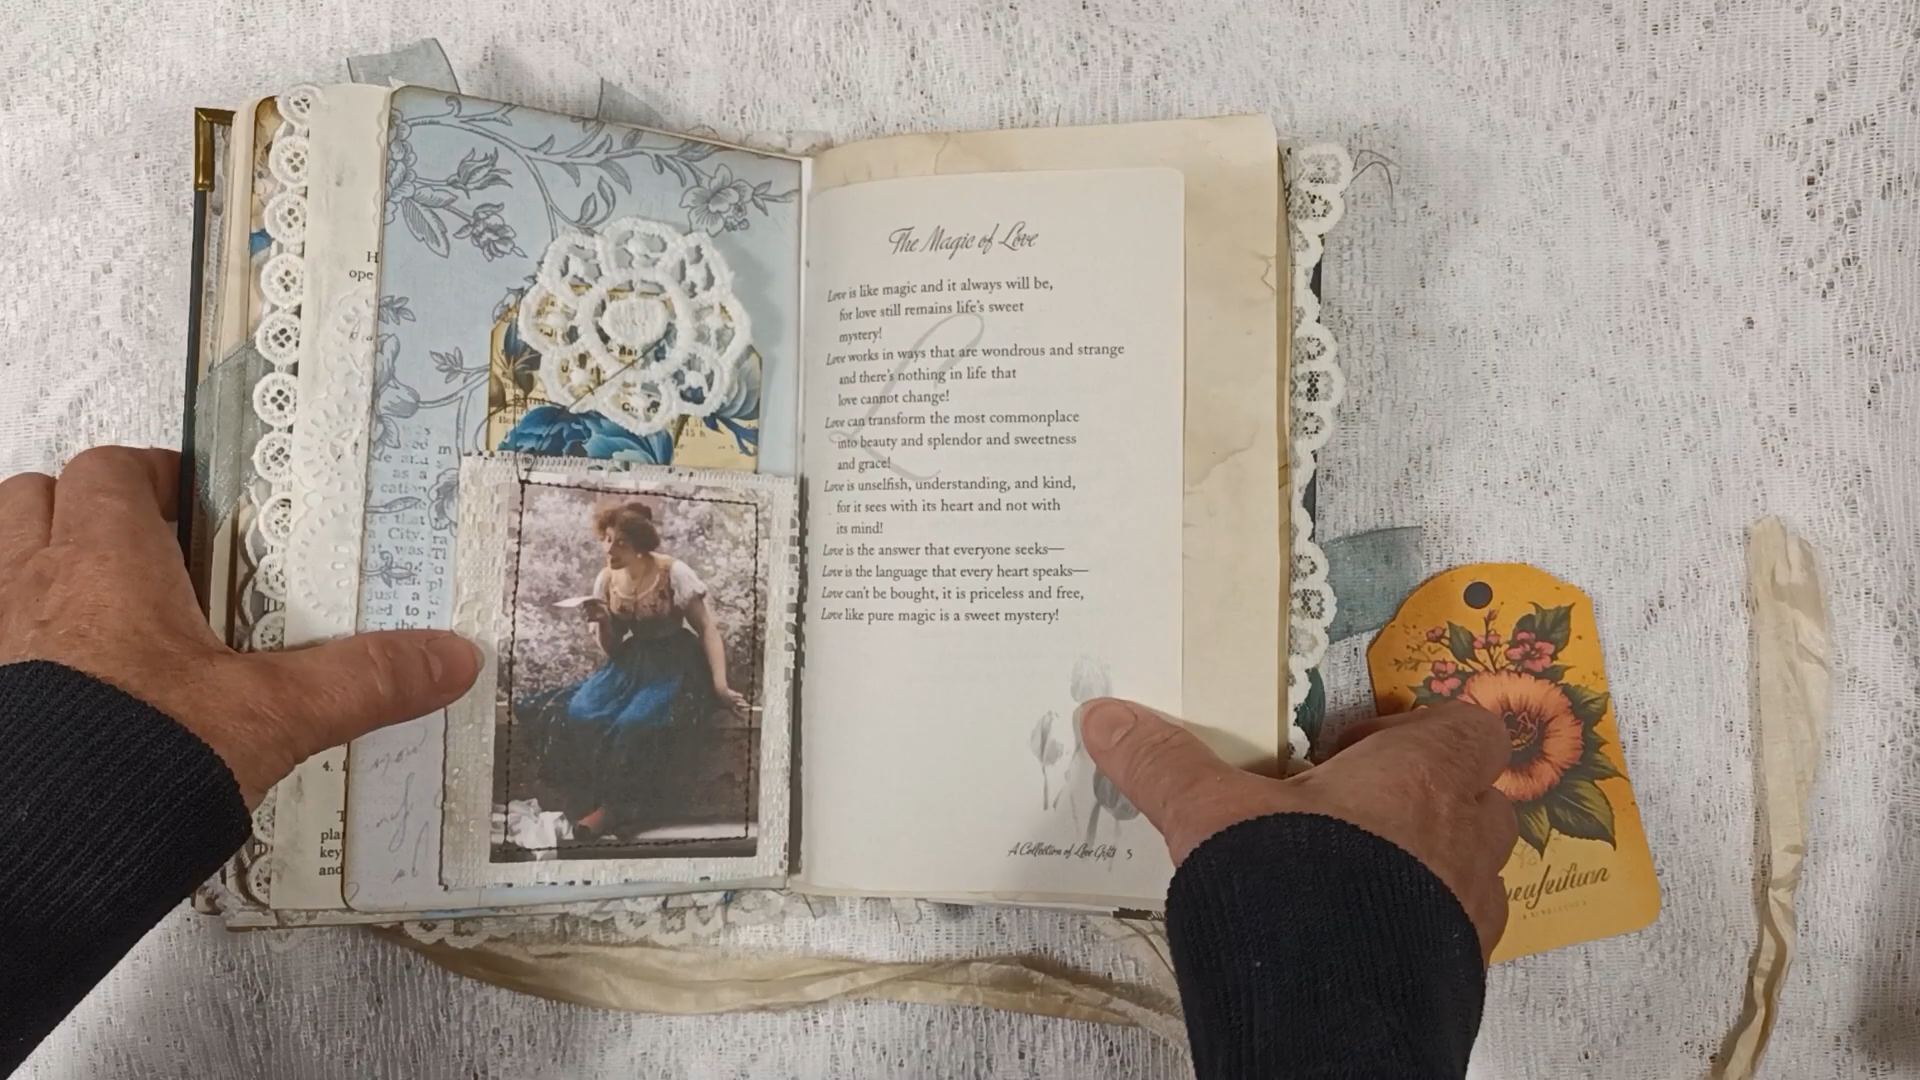 H
ope
m
as a
City.
was
just a
4.
pla
key
and
The Magic of Love
Love is like magic and it always will be,
for love still remains life's sweet
mystery!
Love works in ways that are wondrous and strange
and there's nothing in life that
love cannot change!
Love can transform the most commonplace
into beauty and splendor and sweetness
and grace!
Love is unselfish, understanding, and kind,
for it sees with its heart and not with
its mind!
Love is the answer that everyone seeks—
Love is the language that every heart speaks—
Love can't be bought, it is priceless and free,
Love like pure magic is a sweet mystery!
L
A Collection of Love Gifts 5